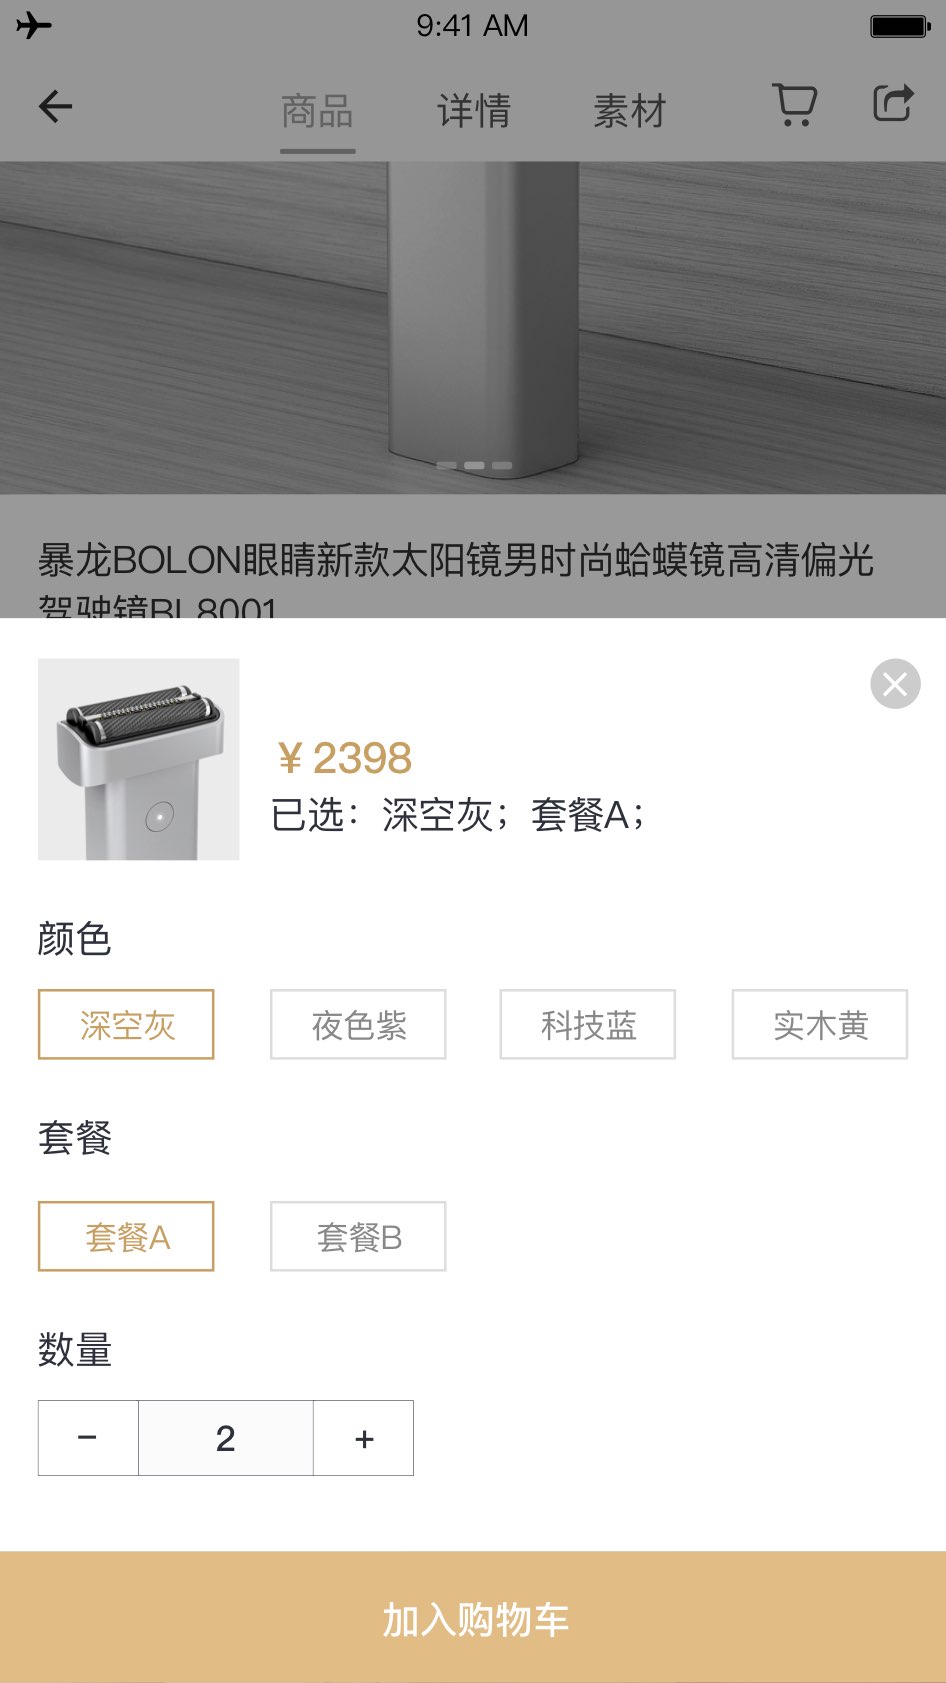 9:41 AM
商品 详情 素材
暴龙BOLON眼睛新款太阳镜男时尚蛤蟆镜高清偏光
驾驶镜BL8001
¥ 2398
已选：深空灰；套餐A；
颜色
深空灰 夜色紫 科技蓝 实木黄
套餐
套餐A 套餐B
数量
− 2 +
加入购物车